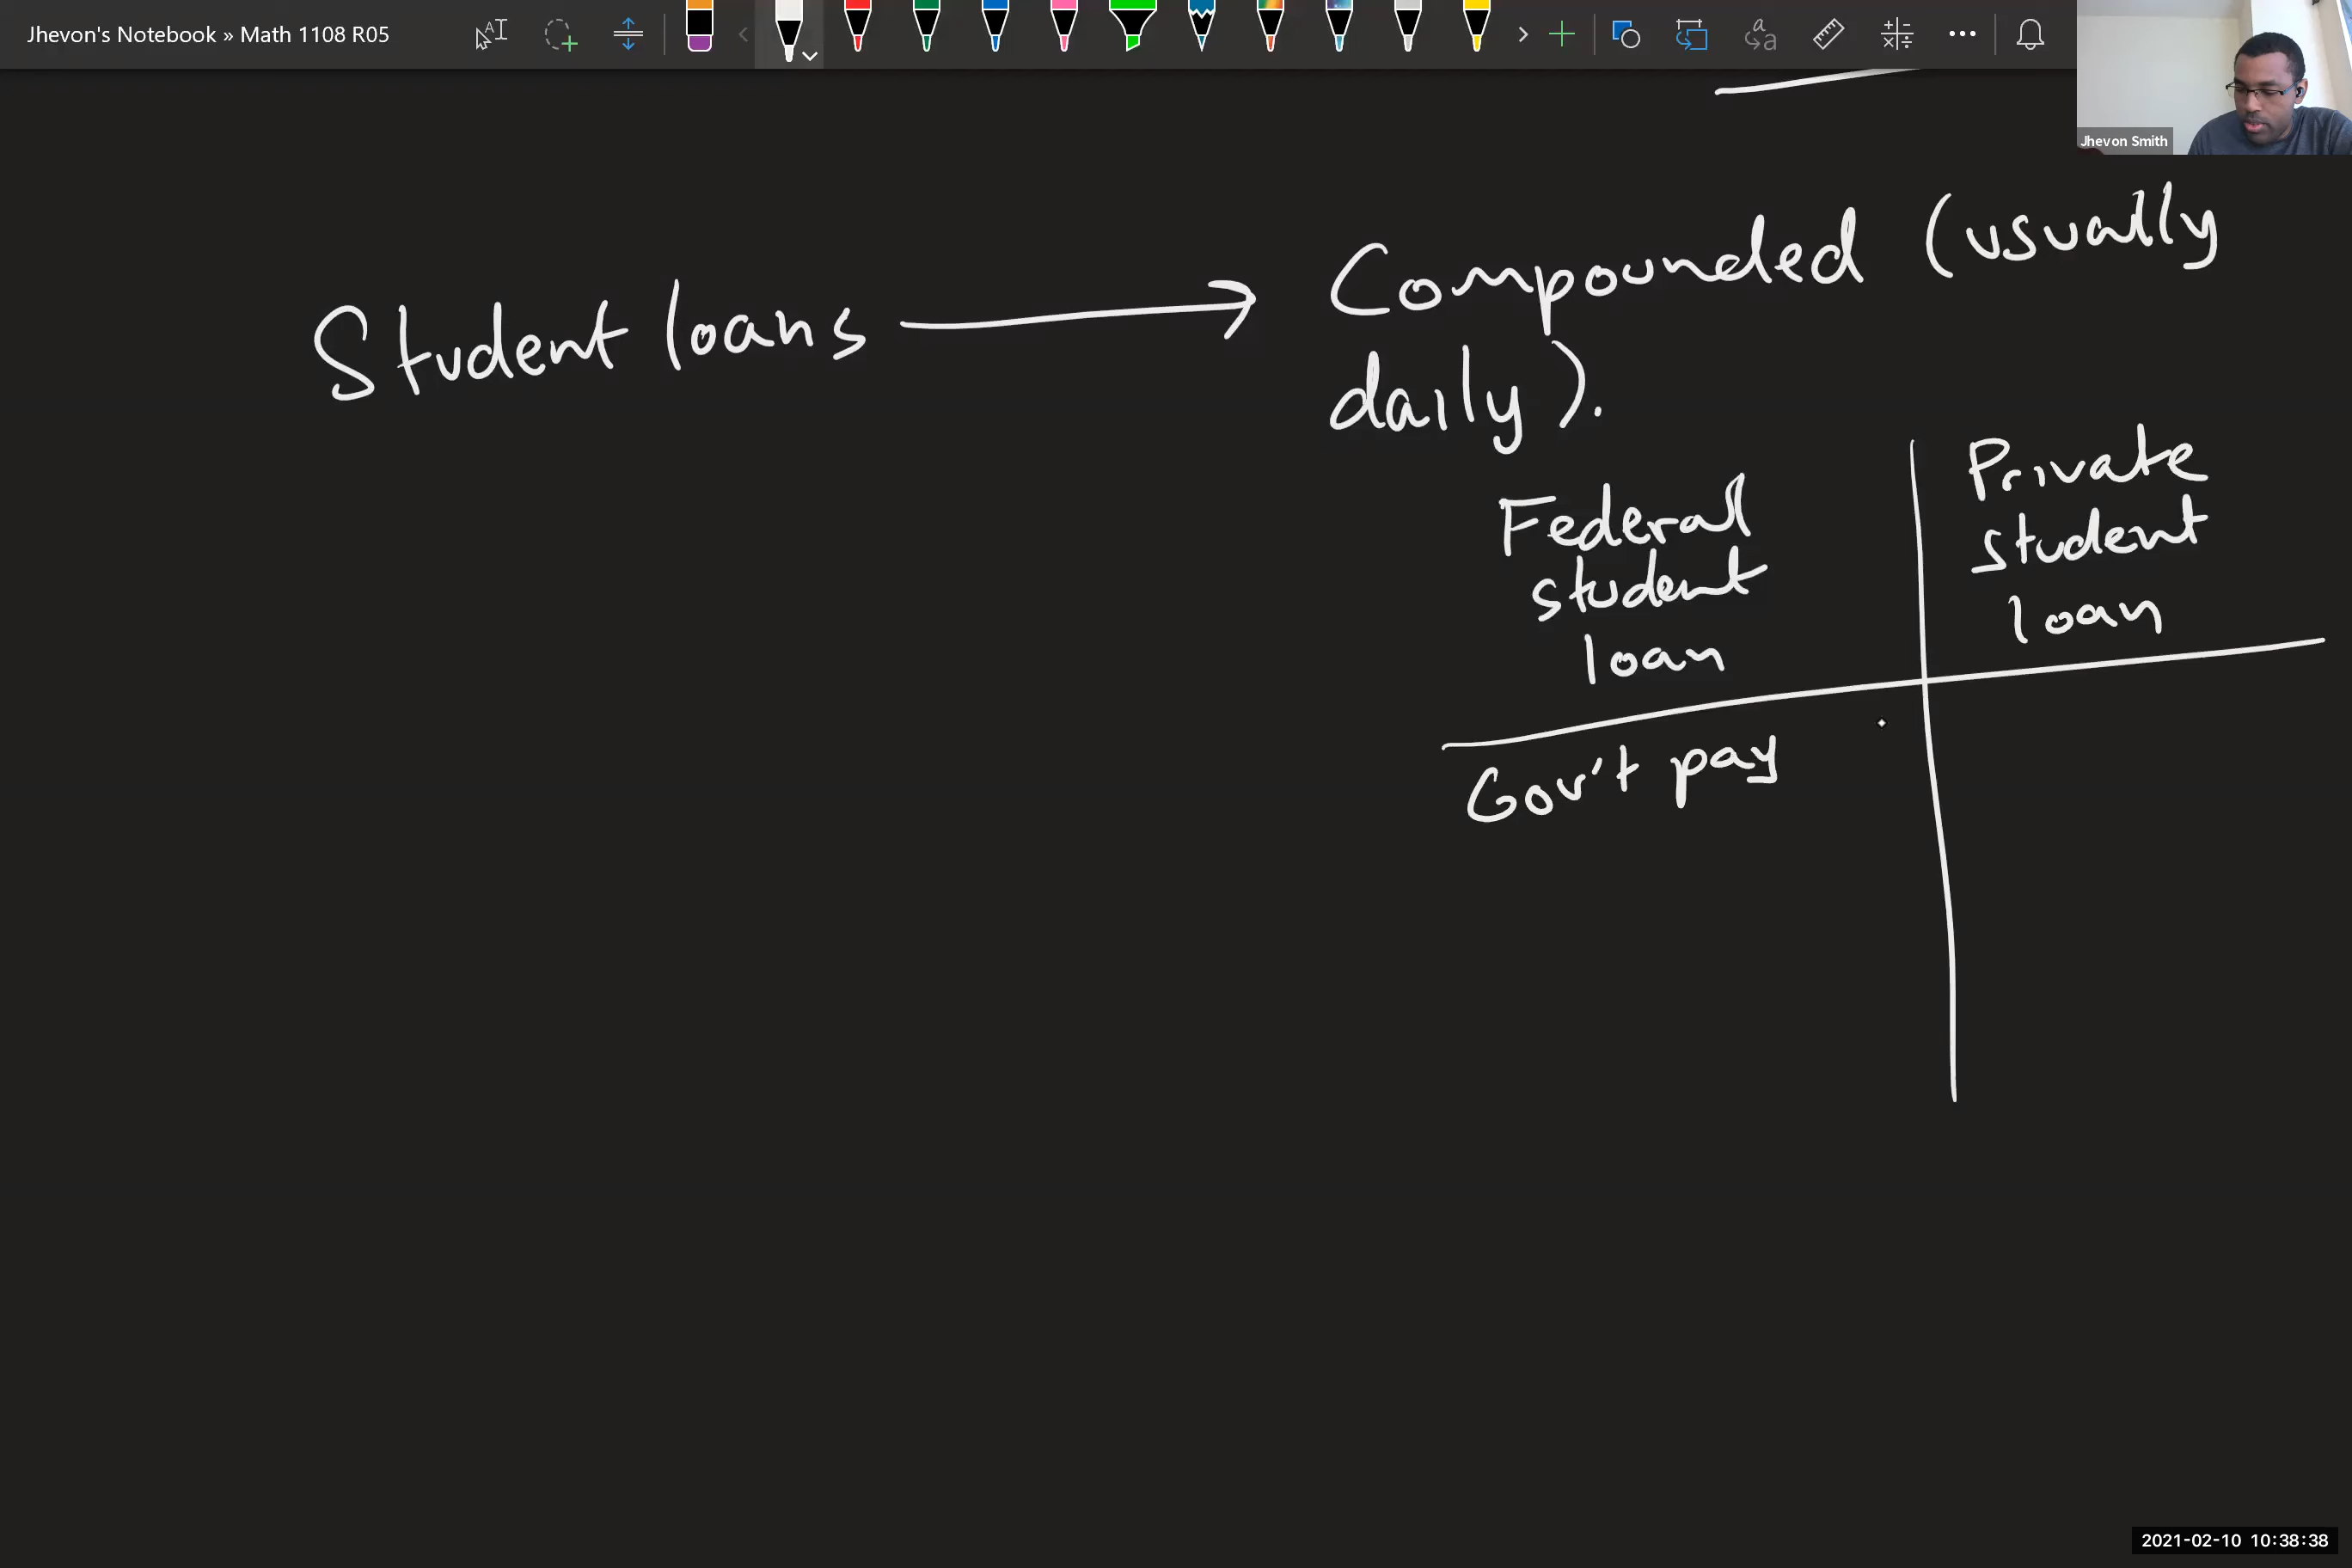 Jhevon's Notebook » Math 1108 R05
Jhevon Smith
Student loans → Compounded (usually
daily).
Federal
student
loan
Private
student
loan
Gov't pay
2021-02-10 10:38:38